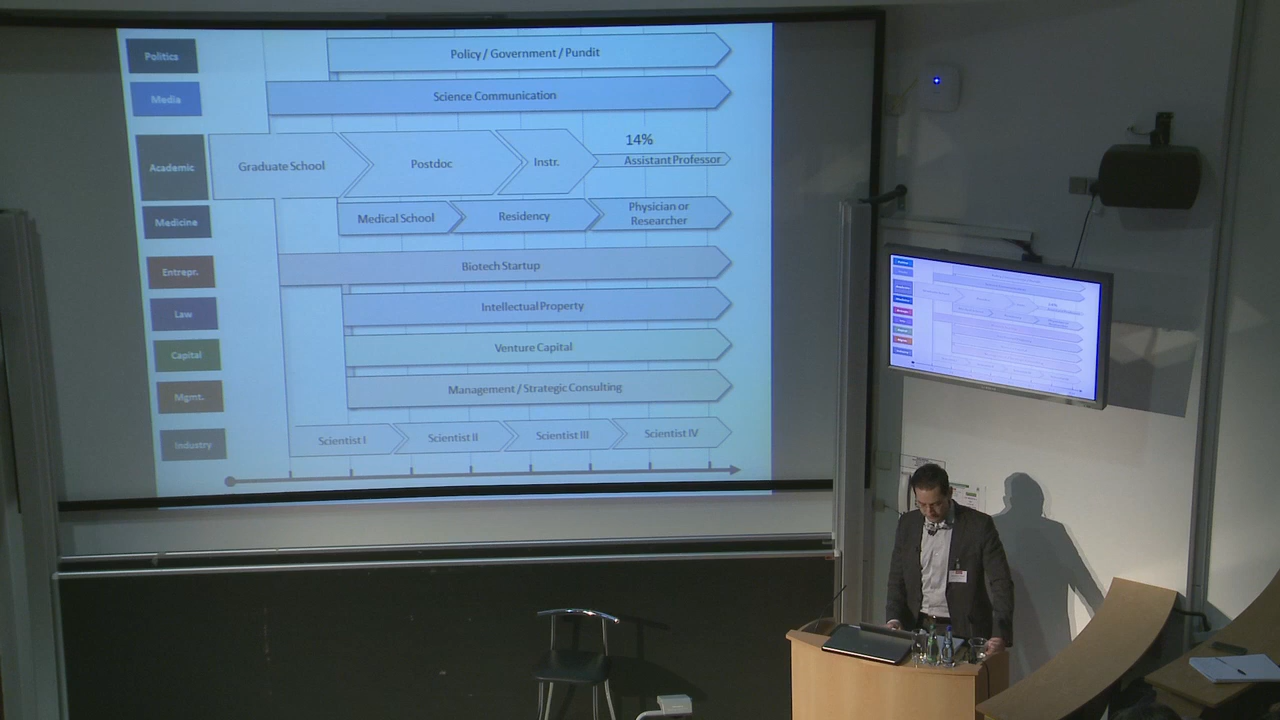 Politics
Policy / Government / Pundit
Media
Science Communication
Academic
Graduate School
Postdoc
Instr.
14%
Assistant Professor
Medicine
Medical School
Residency
Physician or
Researcher
Entrepr.
Biotech Startup
Law
Intellectual Property
Capital
Venture Capital
Mgmt.
Management / Strategic Consulting
Industry
Scientist I
Scientist II
Scientist III
Scientist IV